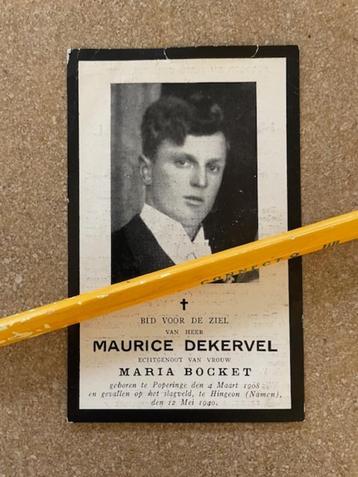 CONNECTO
BID VOOR DE ZIEL
VAN HEER
MAURICE DEKERVEL
ECHTGENOOT VAN VROUW
MARIA BOCKET
geboren te Poperinge den 4 Maart 1908
en gevallen op het slagveld, te Hingeon (Namen),
den 12 Mei 1940.